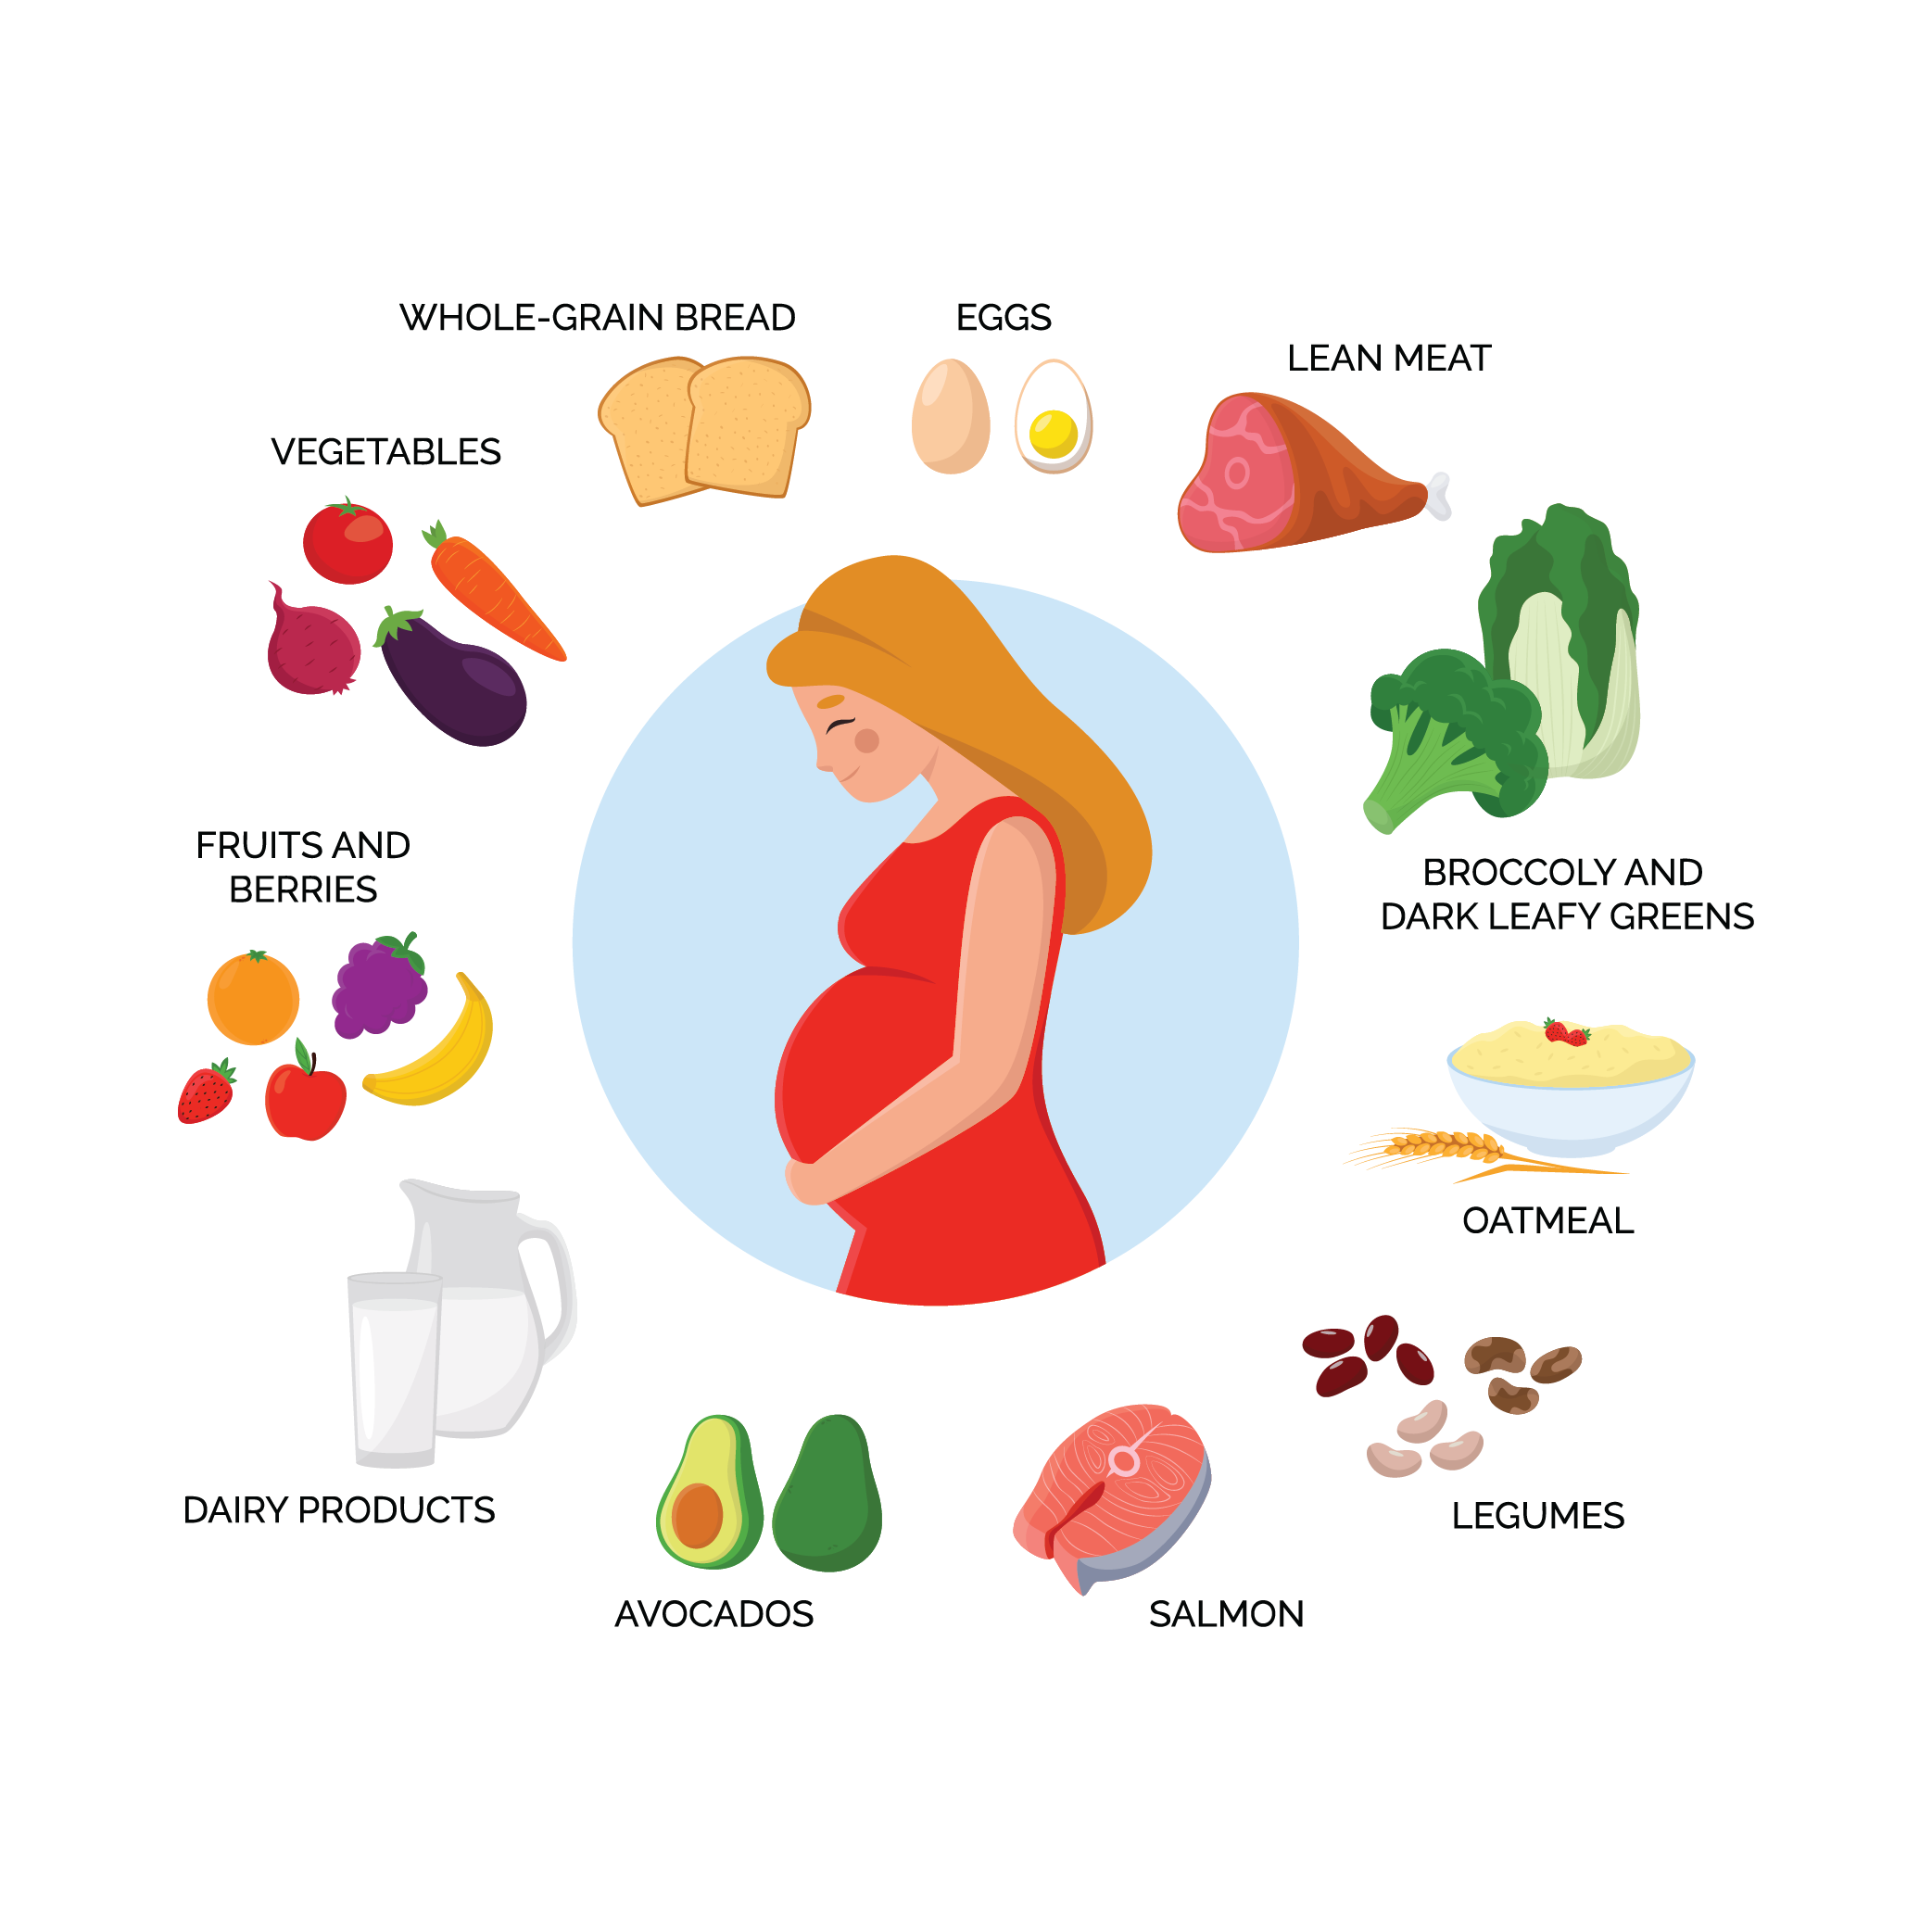 WHOLE-GRAIN BREAD
EGGS
LEAN MEAT
VEGETABLES
FRUITS AND
BERRIES
BROCCOLY AND
DARK LEAFY GREENS
OATMEAL
DAIRY PRODUCTS
LEGUMES
AVOCADOS
SALMON